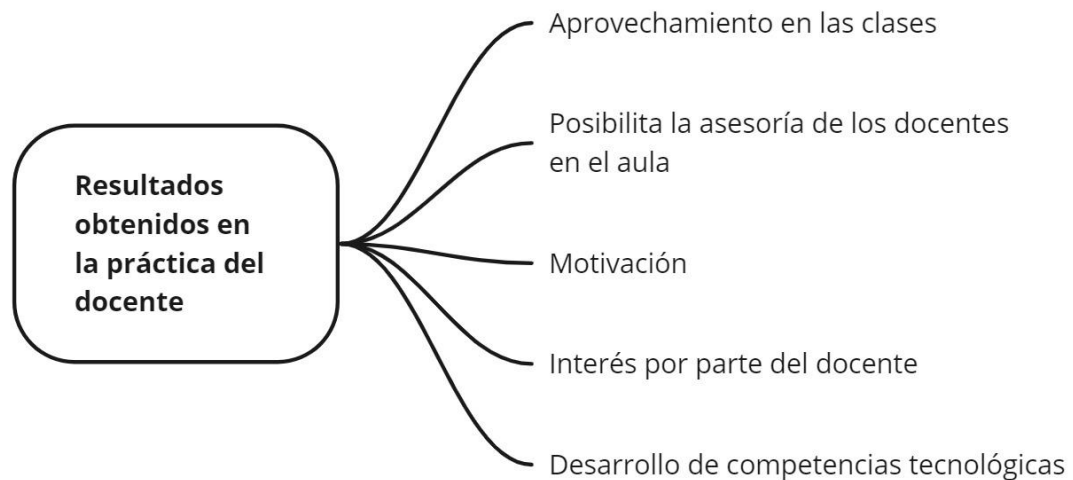 Resultados
obtenidos en
la práctica del
docente
Aprovechamiento en las clases
Posibilita la asesoría de los docentes
en el aula
Motivación
Interés por parte del docente
Desarrollo de competencias tecnológicas